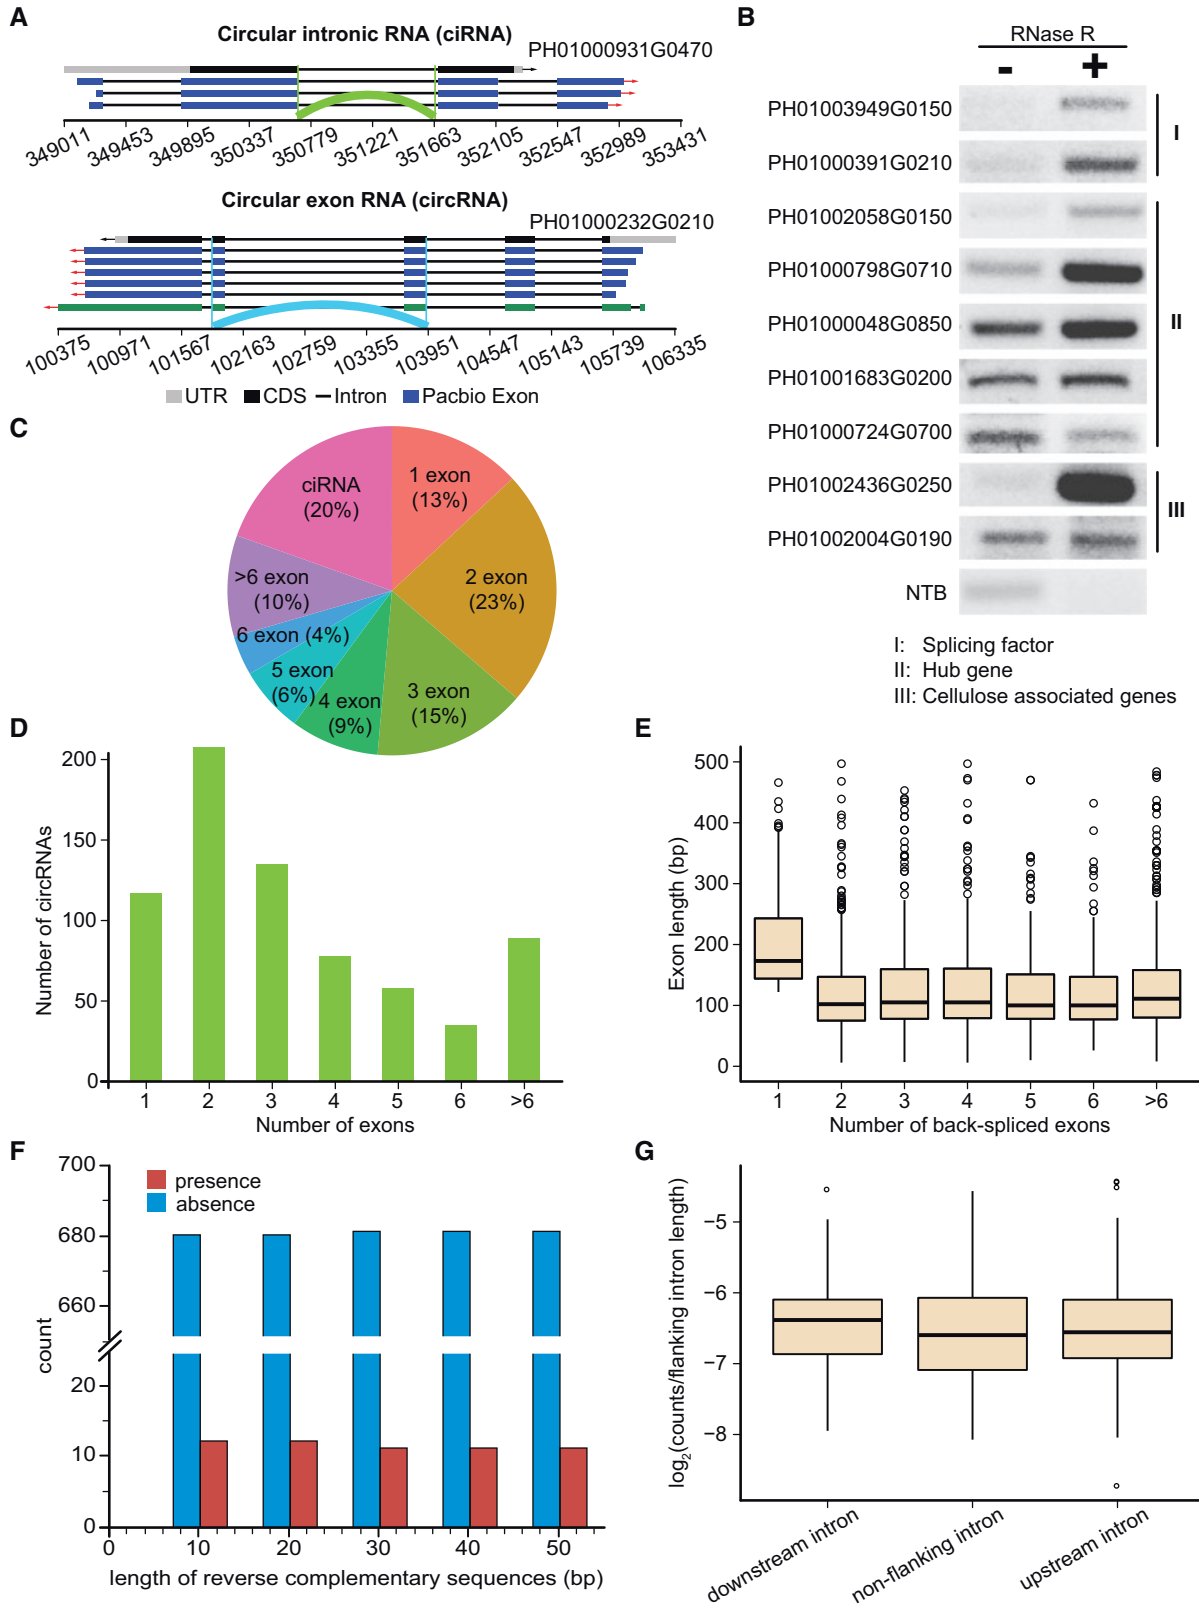 A
Circular intronic RNA (ciRNA)
PH01000931G0470
349011 349453 349895 350337 350779 351221 351663 352105 352547 352989 353431
Circular exon RNA (circRNA)
PH01000232G0210
100375 100971 101567 102163 102759 103355 103951 104547 105143 105739 106335
UTR CDS Intron Pacbio Exon
B
RNase R
- +
PH01003949G0150
PH01000391G0210
I
PH01002058G0150
PH01000798G0710
PH01000048G0850
PH01001683G0200
PH01000724G0700
II
PH01002436G0250
PH01002004G0190
III
NTB
I: Splicing factor
II: Hub gene
III: Cellulose associated genes
C
ciRNA
(20%)
1 exon
(13%)
2 exon
(23%)
3 exon
(15%)
4 exon
(9%)
5 exon
(6%)
6 exon (4%)
>6 exon
(10%)
D
Number of circRNAs
200
150
100
50
0
1 2 3 4 5 6 >6
Number of exons
E
Exon length (bp)
500
400
300
200
100
0
1 2 3 4 5 6 >6
Number of back-spliced exons
F
presence
absence
count
700
680
660
20
10
0
0 10 20 30 40 50
length of reverse complementary sequences (bp)
G
log2(counts/flanking intron length)
−5
−6
−7
−8
downstream intron
non-flanking intron
upstream intron